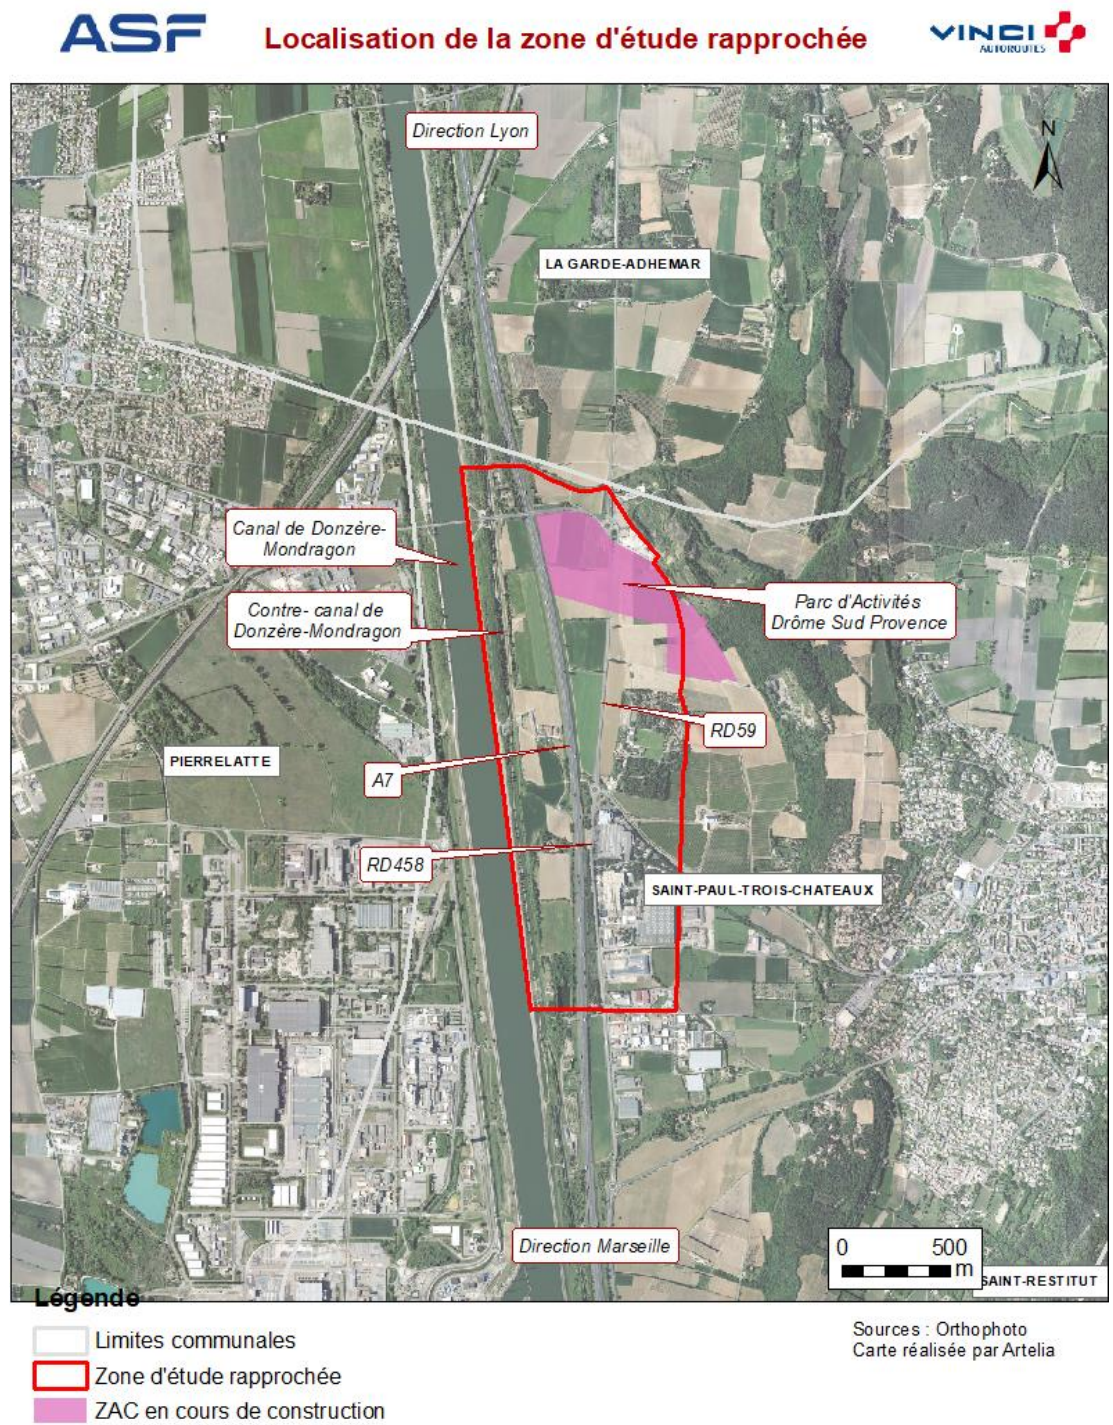 ASF
Localisation de la zone d'étude rapprochée
VINCI
AUTOROUTES
Direction Lyon
N
LA GARDE-ADHEMAR
Canal de Donzère-
Mondragon
Contre- canal de
Donzère-Mondragon
Parc d'Activités
Drôme Sud Provence
RD59
PIERRELATTE
A7
RD458
SAINT-PAUL-TROIS-CHATEAUX
Direction Marseille
0 500
m
SAINT-RESTITUT
Légende
Limites communales
Zone d'étude rapprochée
ZAC en cours de construction
Sources : Orthophoto
Carte réalisée par Artelia